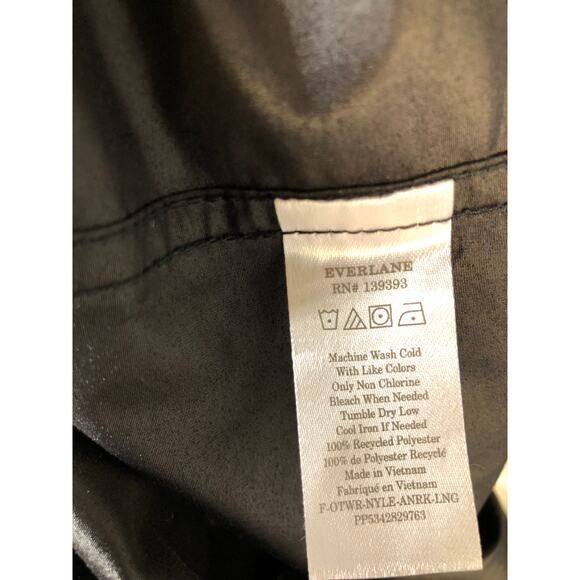 EVERLANE
RN# 139393
Machine Wash Cold
With Like Colors
Only Non Chlorine
Bleach When Needed
Tumble Dry Low
Cool Iron If Needed
100% Recycled Polyester
100% de Polyester Recyclé
Made in Vietnam
Fabriqué en Vietnam
F-OTWR-NYLE-ANRK-LNG
PP5342829763